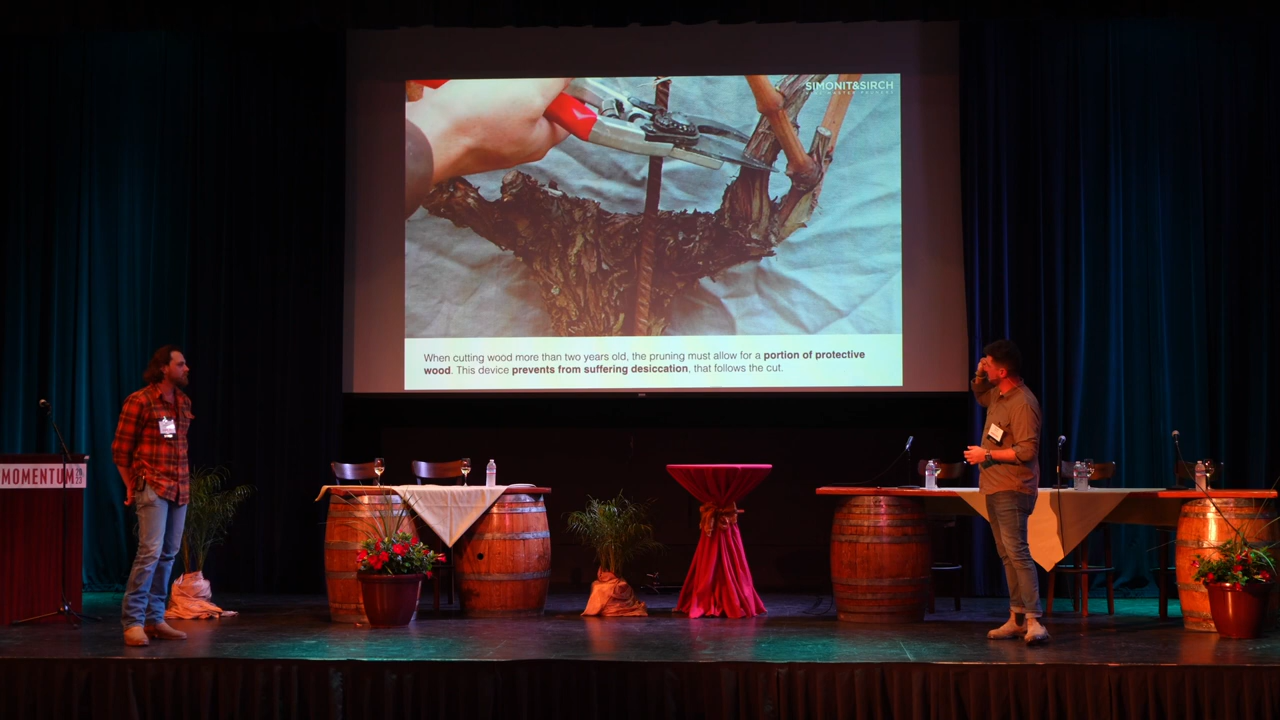 SIMONIT&SIRCH
When cutting wood more than two years old, the pruning must allow for a portion of protective
wood. This device prevents from suffering desiccation, that follows the cut.
MOMENTUM